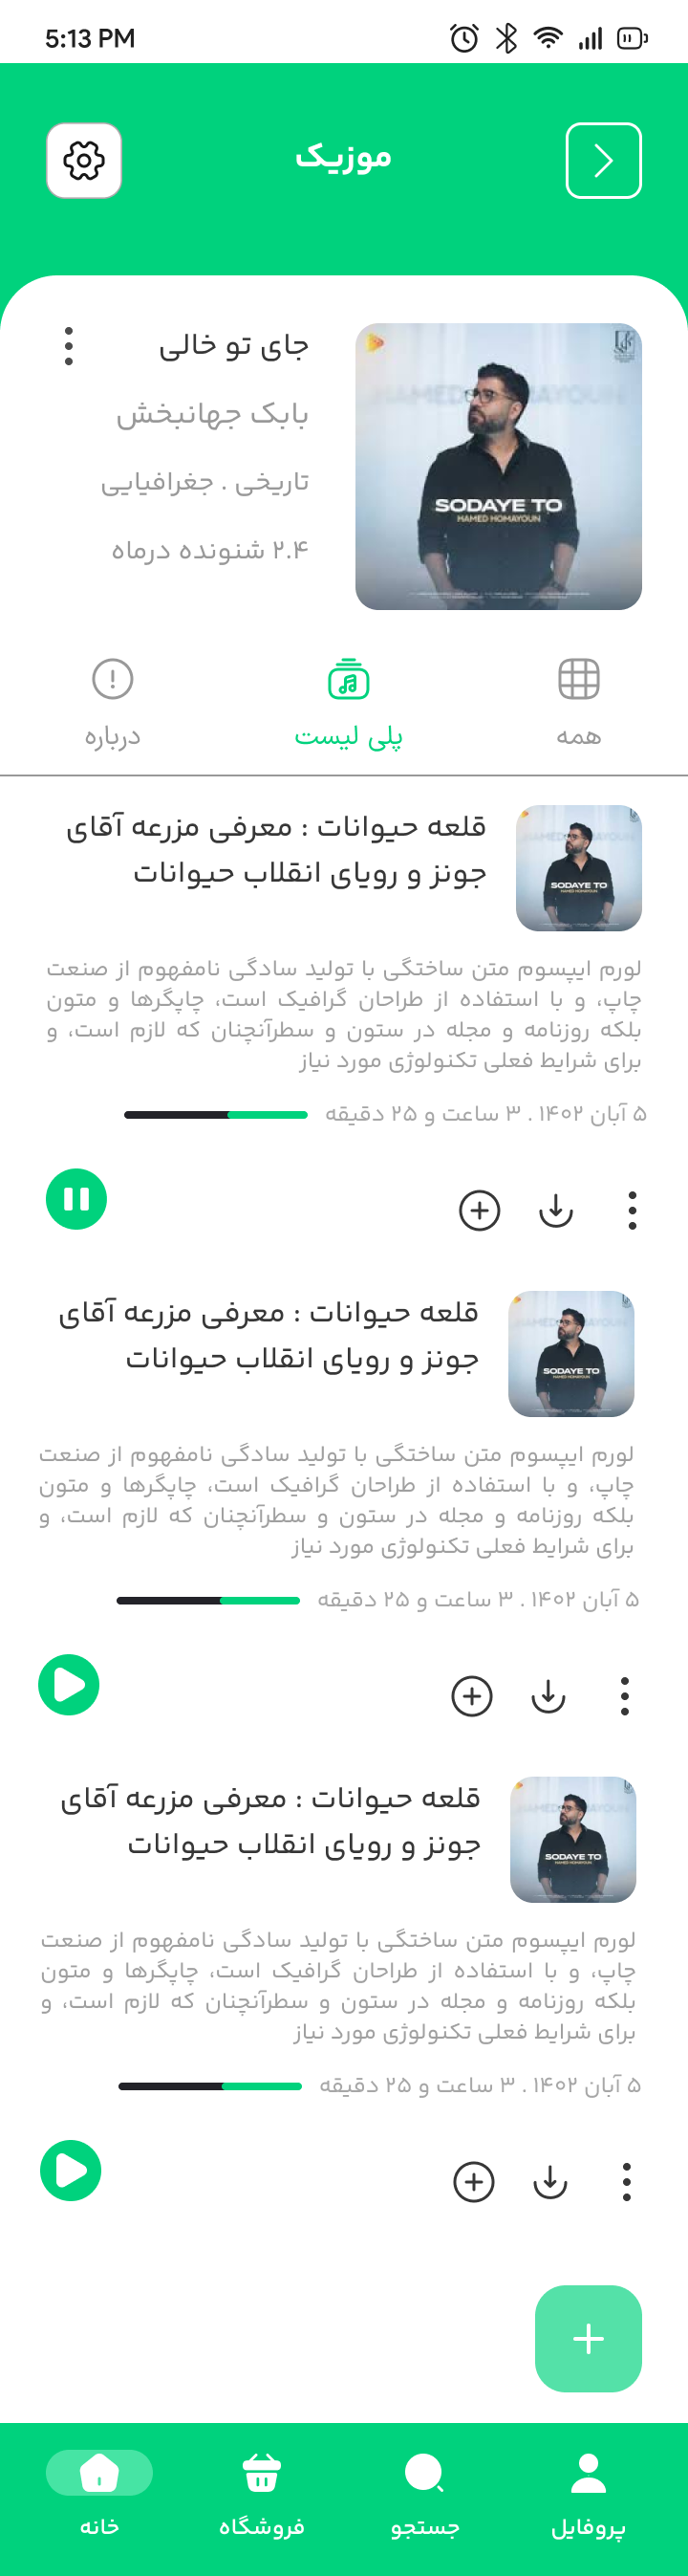 5:13 PM
موزیک
جای تو خالی
بابک جهانبخش
تاریخی . جغرافیایی
۲.۴ شنونده درماه
HAMED HOMAYOUN
SODAYE TO
HAMED HOMAYOUN
همه
پلی لیست
درباره
قلعه حیوانات : معرفی مزرعه آقای
جونز و رویای انقلاب حیوانات
SODAYE TO
HAMED HOMAYOUN
لورم ایپسوم متن ساختگی با تولید سادگی نامفهوم از صنعت
چاپ، و با استفاده از طراحان گرافیک است، چاپگرها و متون
بلکه روزنامه و مجله در ستون و سطرآنچنان که لازم است، و
برای شرایط فعلی تکنولوژی مورد نیاز
۵ آبان ۱۴۰۲ . ۳ ساعت و ۲۵ دقیقه
قلعه حیوانات : معرفی مزرعه آقای
جونز و رویای انقلاب حیوانات
SODAYE TO
HAMED HOMAYOUN
لورم ایپسوم متن ساختگی با تولید سادگی نامفهوم از صنعت
چاپ، و با استفاده از طراحان گرافیک است، چاپگرها و متون
بلکه روزنامه و مجله در ستون و سطرآنچنان که لازم است، و
برای شرایط فعلی تکنولوژی مورد نیاز
۵ آبان ۱۴۰۲ . ۳ ساعت و ۲۵ دقیقه
قلعه حیوانات : معرفی مزرعه آقای
جونز و رویای انقلاب حیوانات
SODAYE TO
HAMED HOMAYOUN
لورم ایپسوم متن ساختگی با تولید سادگی نامفهوم از صنعت
چاپ، و با استفاده از طراحان گرافیک است، چاپگرها و متون
بلکه روزنامه و مجله در ستون و سطرآنچنان که لازم است، و
برای شرایط فعلی تکنولوژی مورد نیاز
۵ آبان ۱۴۰۲ . ۳ ساعت و ۲۵ دقیقه
پروفایل
جستجو
فروشگاه
خانه